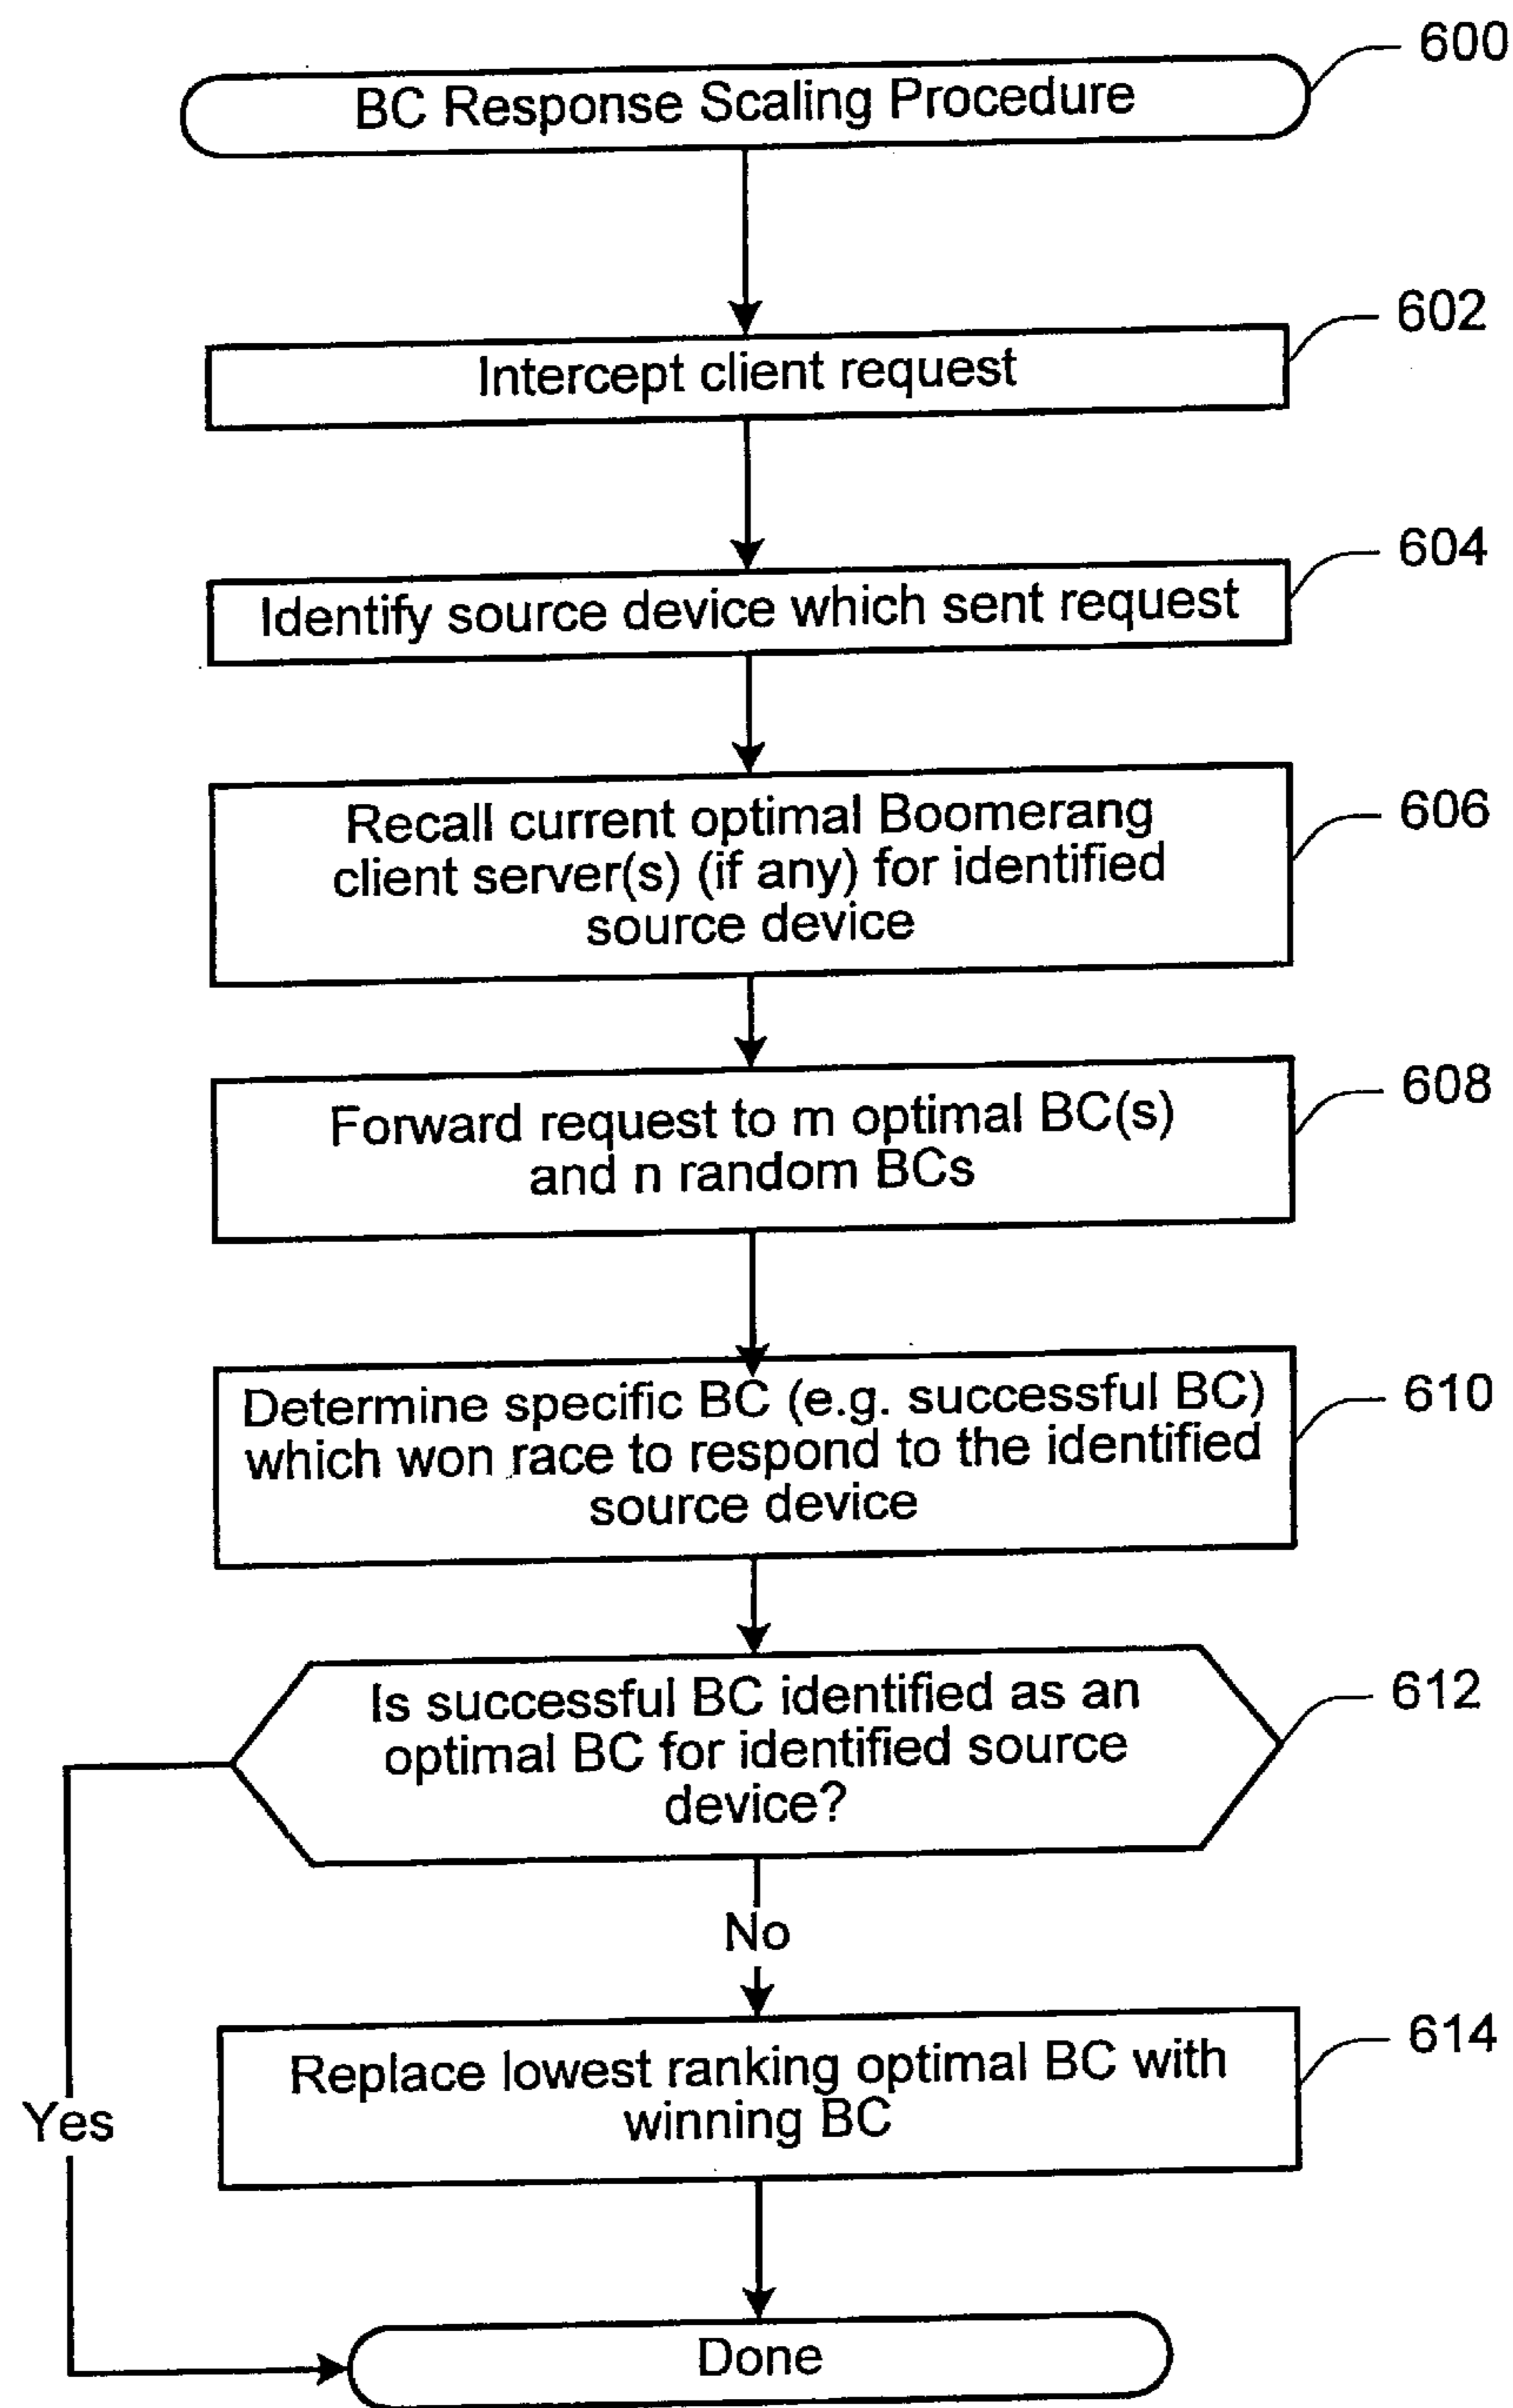 600
BC Response Scaling Procedure
602
Intercept client request
604
Identify source device which sent request
606
Recall current optimal Boomerang
client server(s) (if any) for identified
source device
608
Forward request to m optimal BC(s)
and n random BCs
610
Determine specific BC (e.g. successful BC)
which won race to respond to the identified
source device
612
Is successful BC identified as an
optimal BC for identified source
device?
No
614
Replace lowest ranking optimal BC with
winning BC
Yes
Done